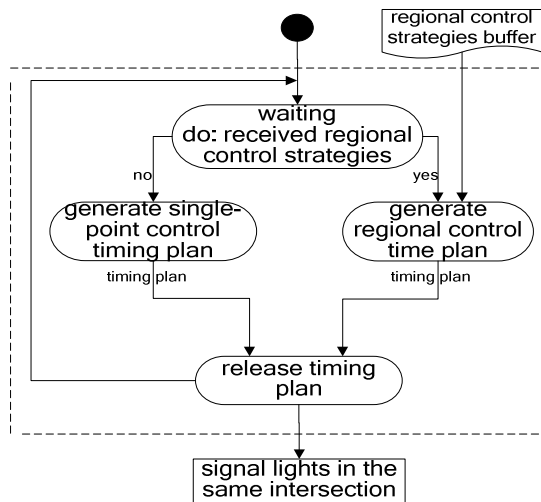 regional control
strategies buffer
waiting
do: received regional
control strategies
no
yes
generate single-
point control
timing plan
generate
regional control
time plan
timing plan
timing plan
release timing
plan
signal lights in the
same intersection